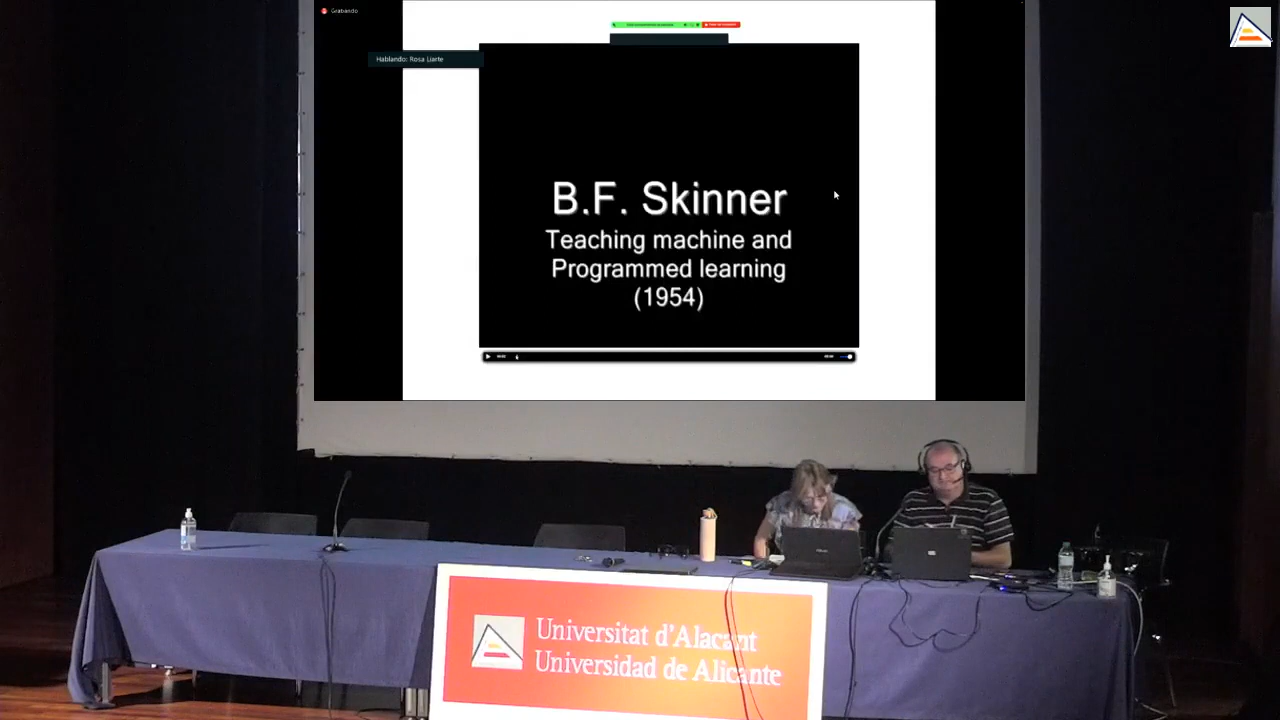 Grabando
Hablando: Rosa Liarte
B.F. Skinner
Teaching machine and
Programmed learning
(1954)
Universitat d'Alacant
Universidad de Alicante